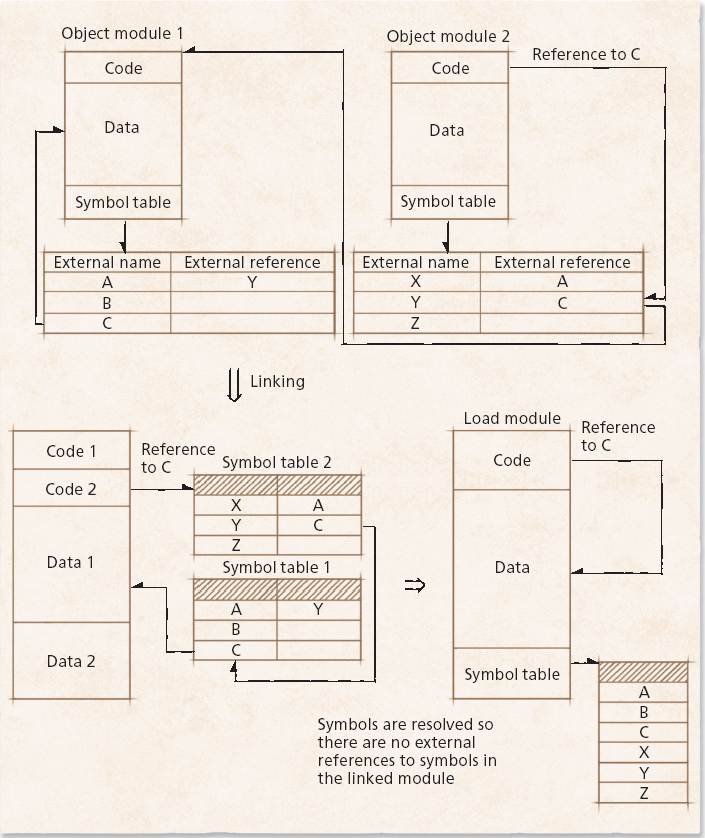 Object module 1
Object module 2
Reference to C
Code
Code
Data
Data
Symbol table
Symbol table
External name External reference
A Y
B
C
External name External reference
X A
Y C
Z
Linking
Code 1
Code 2
Data 1
Data 2
Reference
to C
Symbol table 2
X A
Y C
Z
Symbol table 1
A Y
B
C
Load module
Code
Data
Symbol table
Reference
to C
A
B
C
X
Y
Z
Symbols are resolved so
there are no external
references to symbols in
the linked module